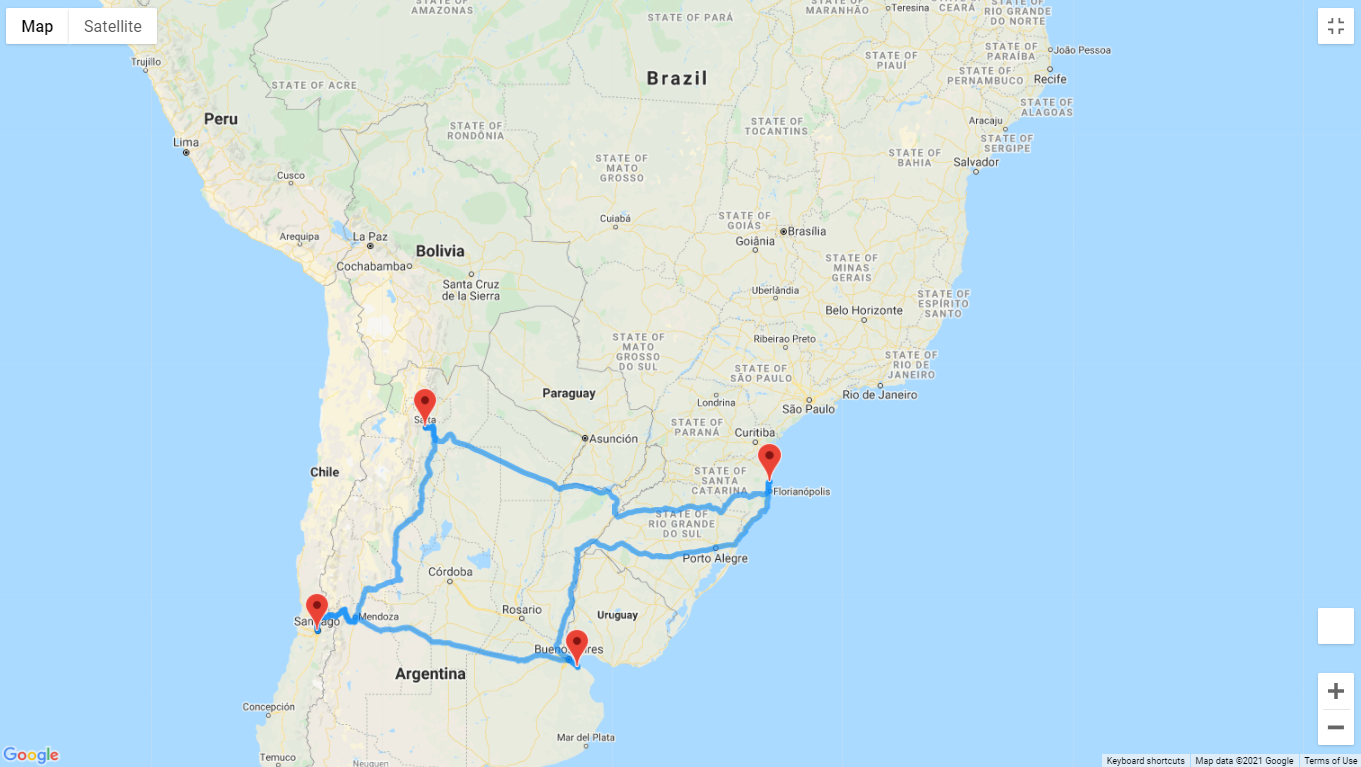 Map
Satellite
STATE OF
AMAZONAS
STATE OF PARÁ
STATE OF
MARANHÃO
Teresina
STATE OF
CEARÁ
RIO GRANDE
DO NORTE
Trujillo
STATE OF ACRE
Brazil
STATE OF
PIAUÍ
STATE OF
PARAÍBA
João Pessoa
STATE OF
PERNAMBUCO
Recife
STATE OF
ALAGOAS
Peru
Lima
STATE OF
RONDÔNIA
STATE OF
TOCANTINS
Aracaju
STATE OF
SERGIPE
Cusco
STATE OF
MATO
GROSSO
STATE OF
BAHIA
Salvador
Arequipa
La Paz
Bolivia
Cochabamba
Santa Cruz
de la Sierra
Cuiabá
STATE OF
GOIÁS
Brasília
Goiânia
STATE OF
MINAS
GERAIS
Uberlândia
Belo Horizonte
STATE OF
ESPÍRITO
SANTO
STATE OF
MATO
GROSSO
DO SUL
Ribeirao Preto
STATE OF
RIO DE
JANEIRO
STATE OF
SÃO PAULO
Rio de Janeiro
Paraguay
Londrina
São Paulo
Salta
STATE OF
PARANÁ
Curitiba
Asunción
Chile
STATE OF
SANTA
CATARINA
Florianópolis
STATE OF
RIO GRANDE
DO SUL
Porto Alegre
Córdoba
Santiago
Mendoza
Rosario
Uruguay
Buenos Aires
Argentina
Concepción
Mar del Plata
Temuco
Google
Keyboard shortcuts
Map data ©2021 Google
Terms of Use